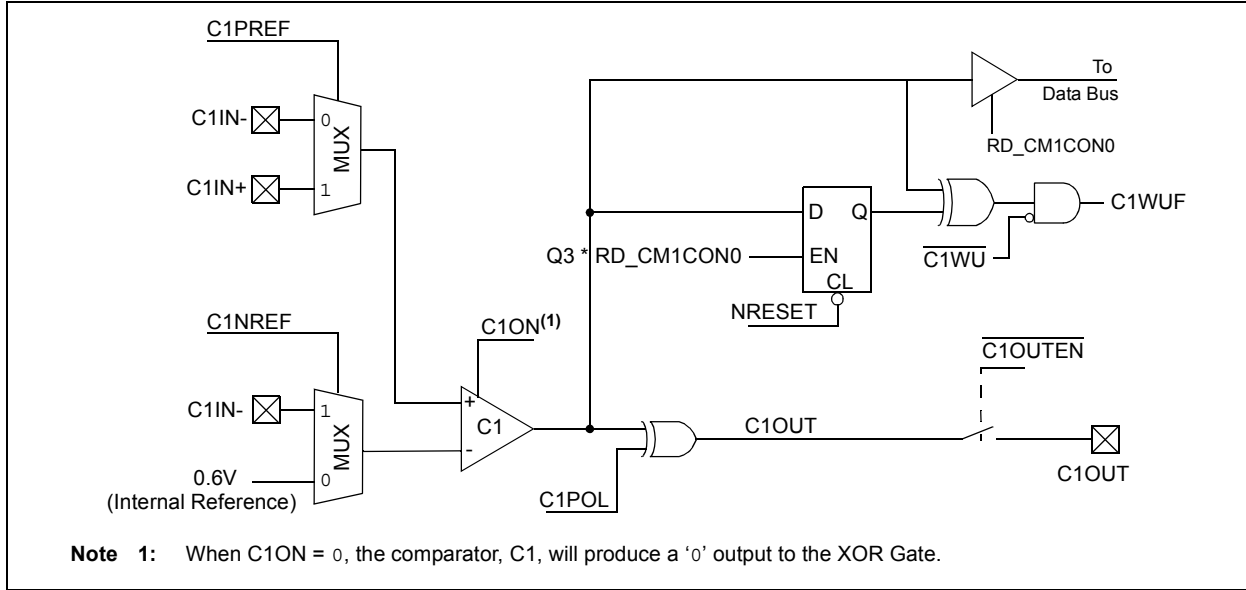 C1PREF
C1IN-
0
MUX
C1IN+
1
To
Data Bus
RD_CM1CON0
D Q
Q3 * RD_CM1CON0
EN
CL
NRESET
C1WUF
C1WU
C1NREF
C1ON(1)
C1IN-
1
MUX
0.6V
(Internal Reference)
0
+
C1
-
C1POL
C1OUT
C1OUTEN
C1OUT
Note 1: When C1ON = 0, the comparator, C1, will produce a ‘0’ output to the XOR Gate.